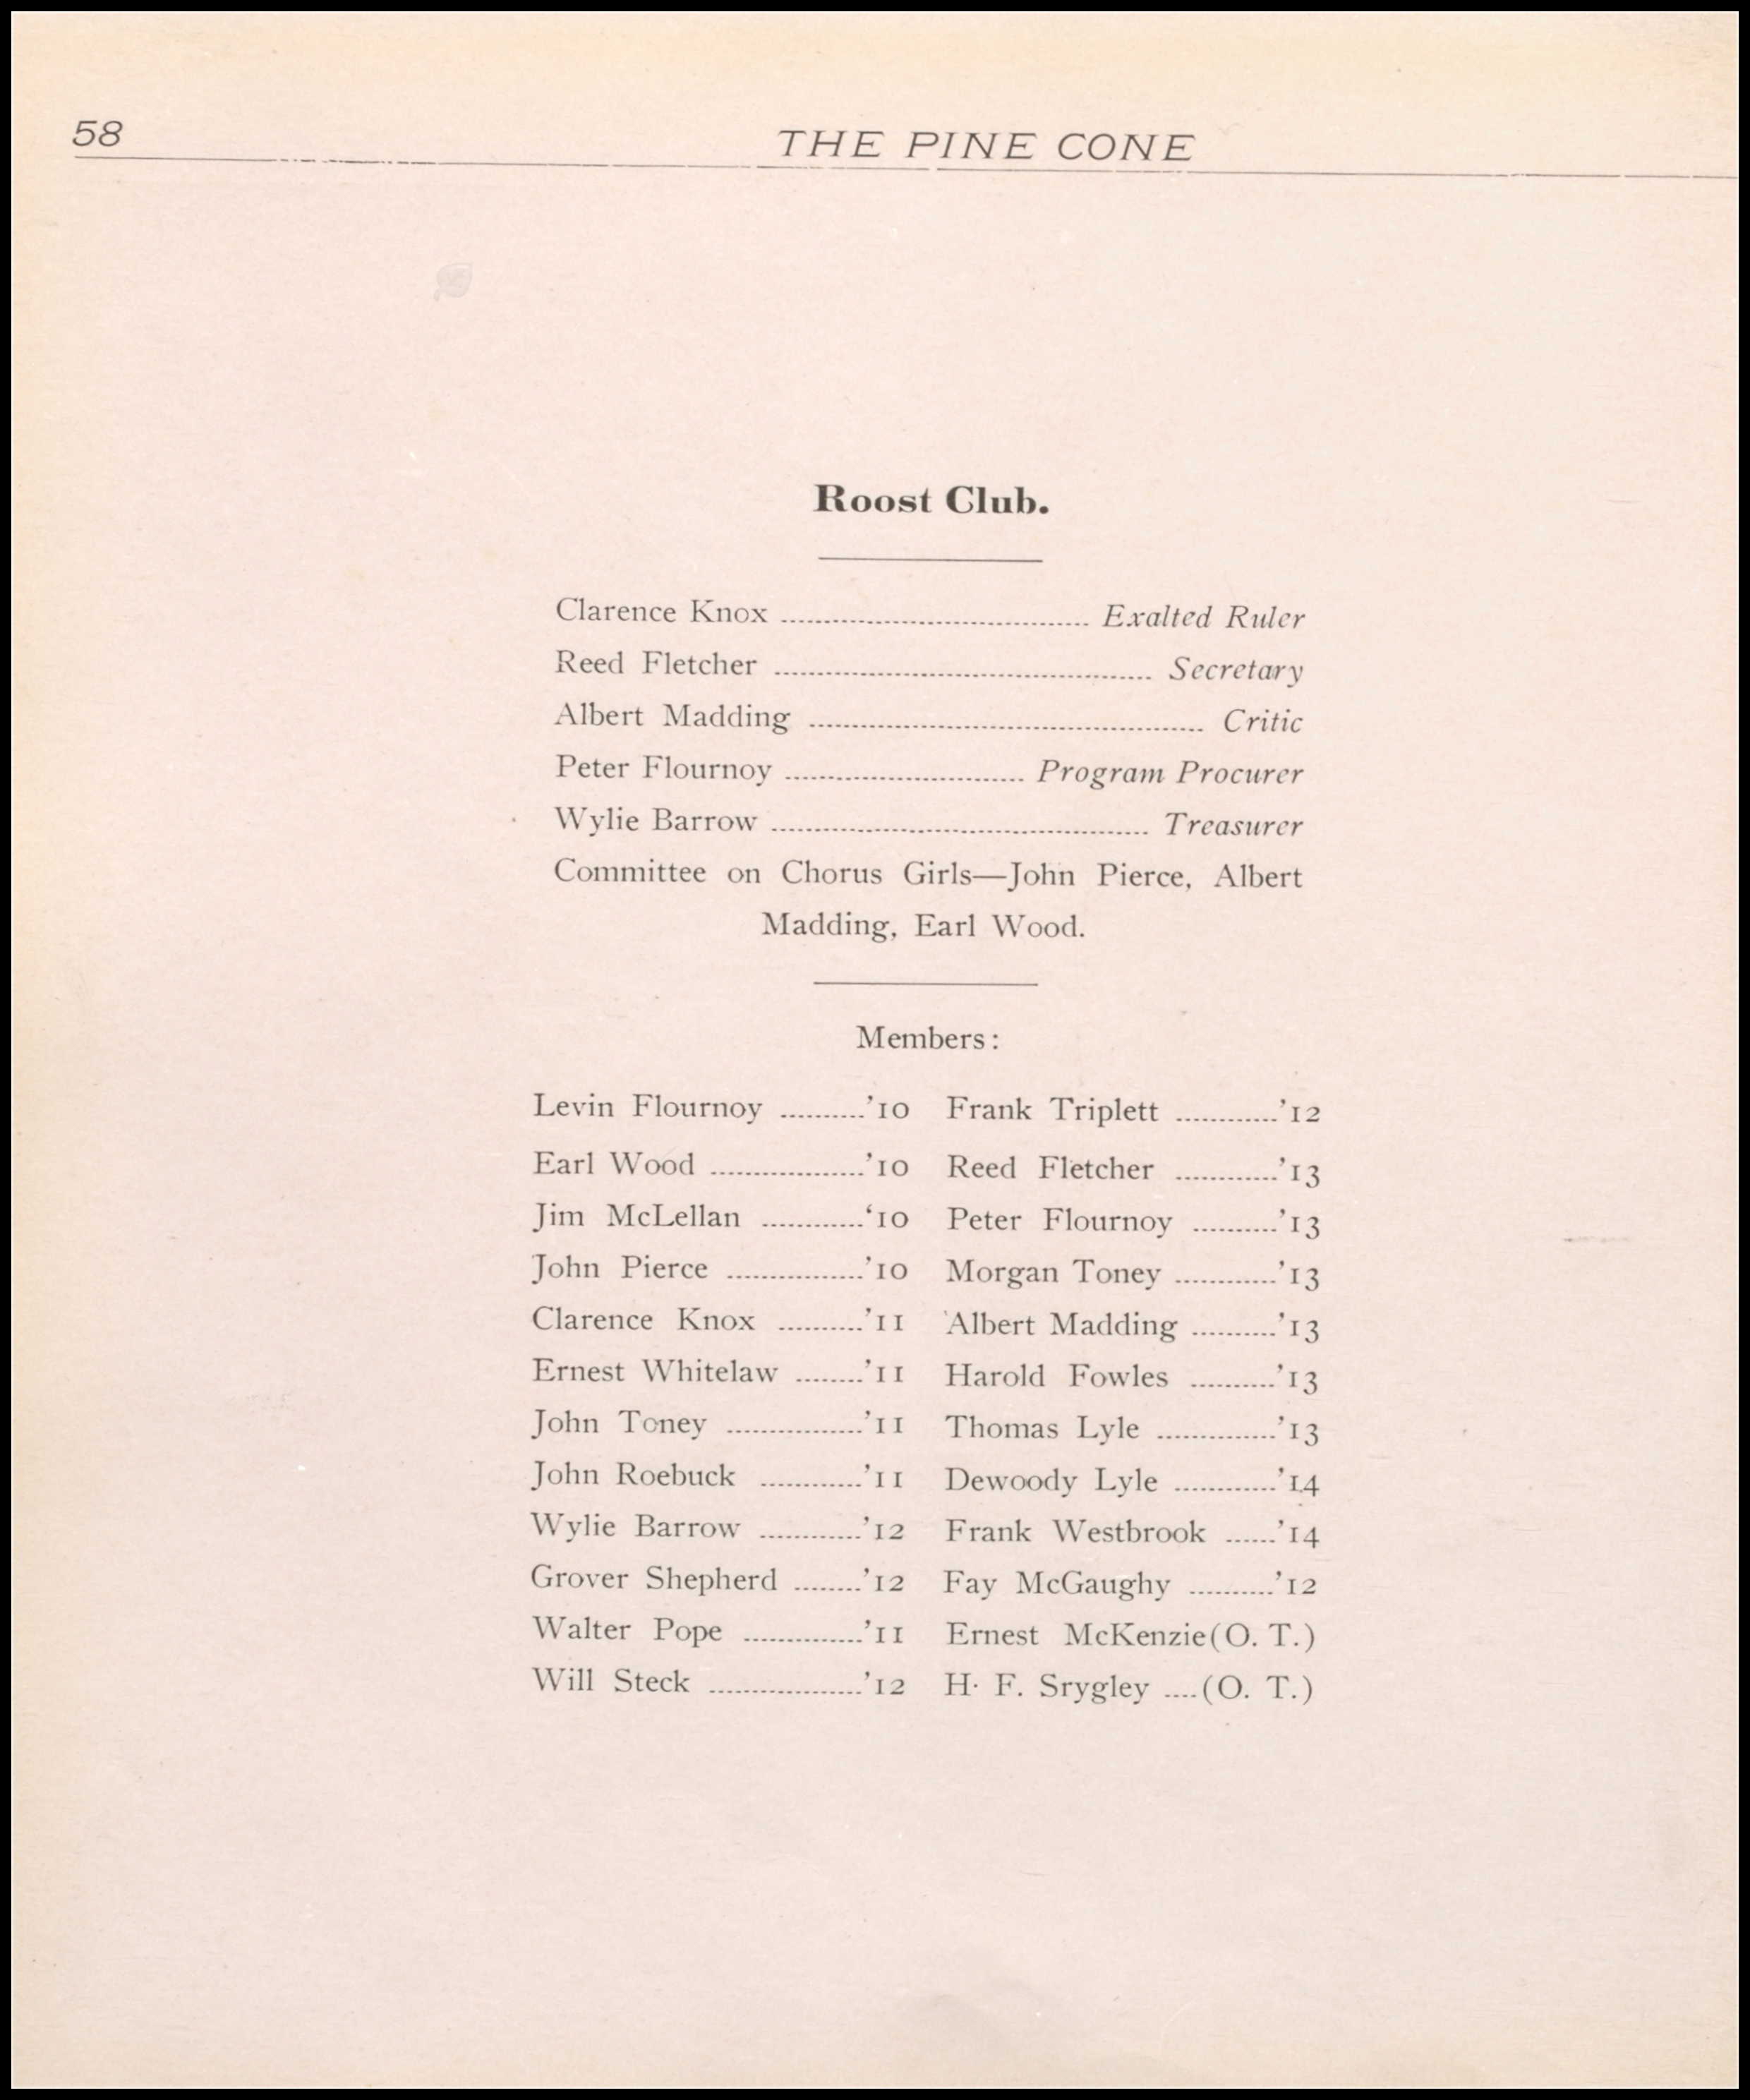 58
THE PINE CONE
Roost Club.
Clarence Knox .................................... Exalted Ruler
Reed Fletcher ............................................ Secretary
Albert Madding .............................................. Critic
Peter Flournoy ............................ Program Procurer
Wylie Barrow ............................................ Treasurer
Committee on Chorus Girls—John Pierce, Albert
Madding, Earl Wood.
Members:
Levin Flournoy ..........’10
Earl Wood ..................’10
Jim McLellan ............‘10
John Pierce ................’10
Clarence Knox ..........’11
Ernest Whitelaw ........’11
John Toney ................’11
John Roebuck ............’11
Wylie Barrow ............’12
Grover Shepherd ........’12
Walter Pope ..............’11
Will Steck ..................’12
Frank Triplett ............’12
Reed Fletcher ............’13
Peter Flournoy ..........’13
Morgan Toney ............’13
Albert Madding ..........’13
Harold Fowles ..........’13
Thomas Lyle ..............’13
Dewoody Lyle ............’14
Frank Westbrook ......’14
Fay McGaughy ..........’12
Ernest McKenzie(O. T.)
H. F. Srygley ....(O. T.)